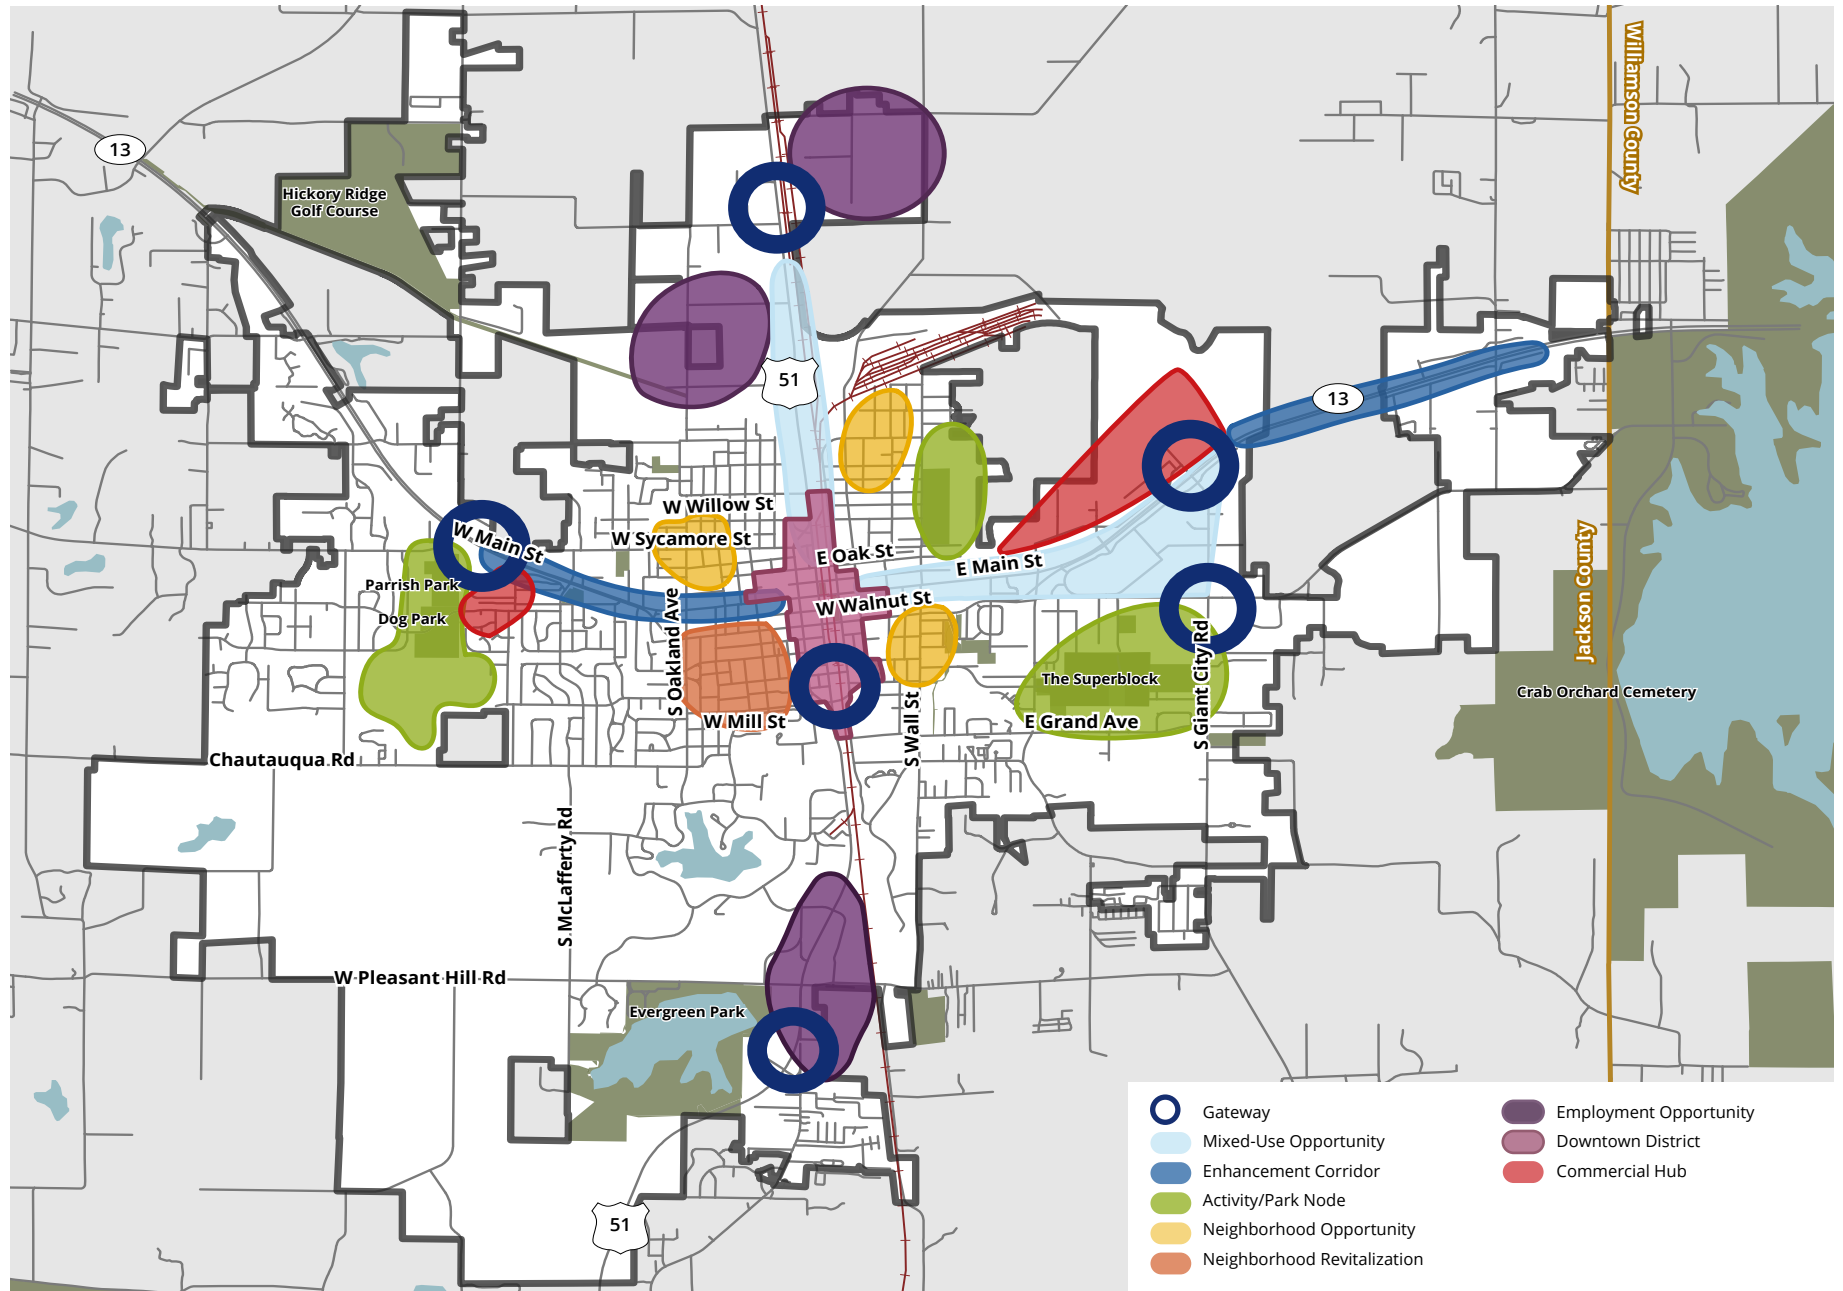 Williamson County
13
Hickory Ridge
Golf Course
51
13
W Willow St
W Main St
W Sycamore St
E Oak St
E Main St
Parrish Park
Dog Park
S Oakland Ave
W Walnut St
Jackson County
The Superblock
S Giant City Rd
Crab Orchard Cemetery
W Mill St
S Wall St
E Grand Ave
Chautauqua Rd
S McLafferty Rd
W Pleasant Hill Rd
Evergreen Park
51
Gateway
Mixed-Use Opportunity
Enhancement Corridor
Activity/Park Node
Neighborhood Opportunity
Neighborhood Revitalization
Employment Opportunity
Downtown District
Commercial Hub